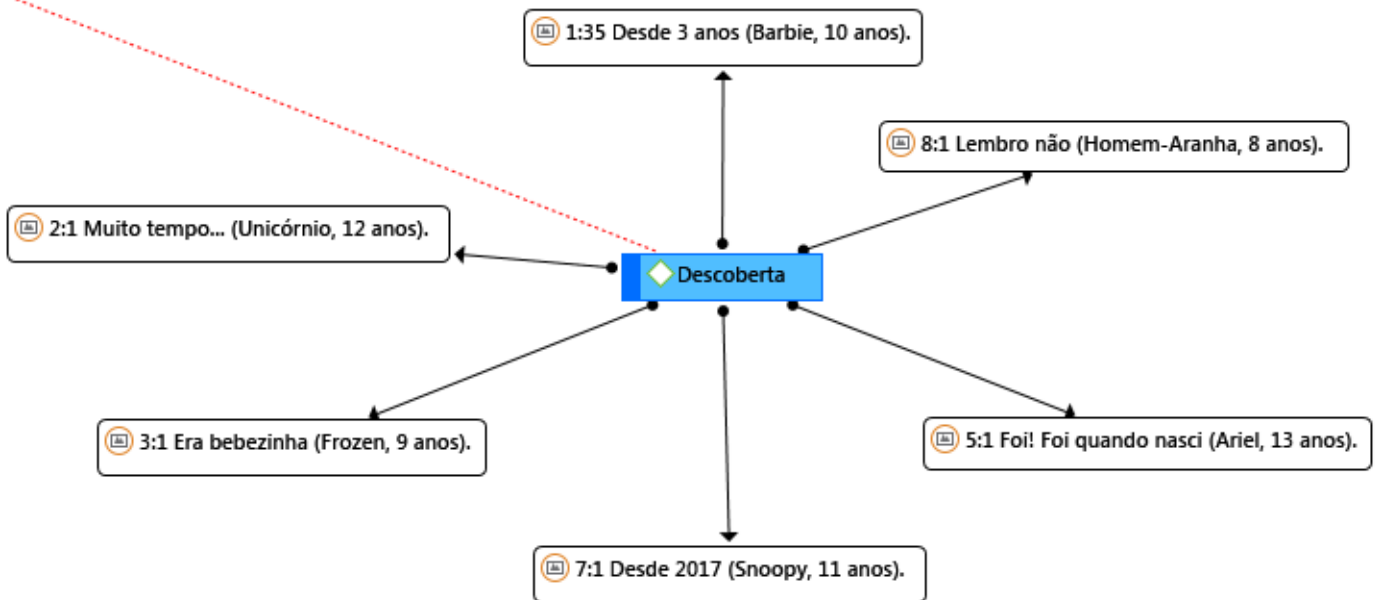 1:35 Desde 3 anos (Barbie, 10 anos).
8:1 Lembro não (Homem-Aranha, 8 anos).
2:1 Muito tempo... (Unicórnio, 12 anos).
Descoberta
3:1 Era bebezinha (Frozen, 9 anos).
5:1 Foi! Foi quando nasci (Ariel, 13 anos).
7:1 Desde 2017 (Snoopy, 11 anos).